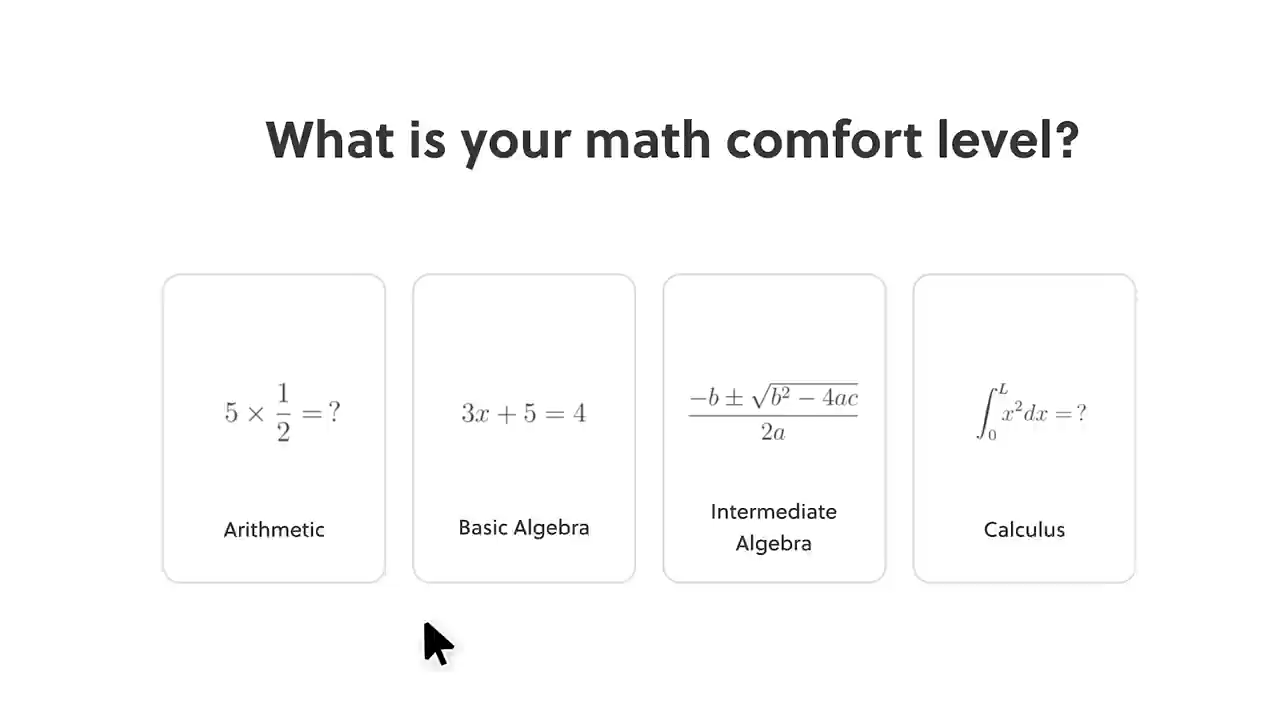 What is your math comfort level?
5 × 1/2 = ?
Arithmetic
3x + 5 = 4
Basic Algebra
−b ± √(b² − 4ac) / 2a
Intermediate
Algebra
∫₀ᴸ x²dx = ?
Calculus